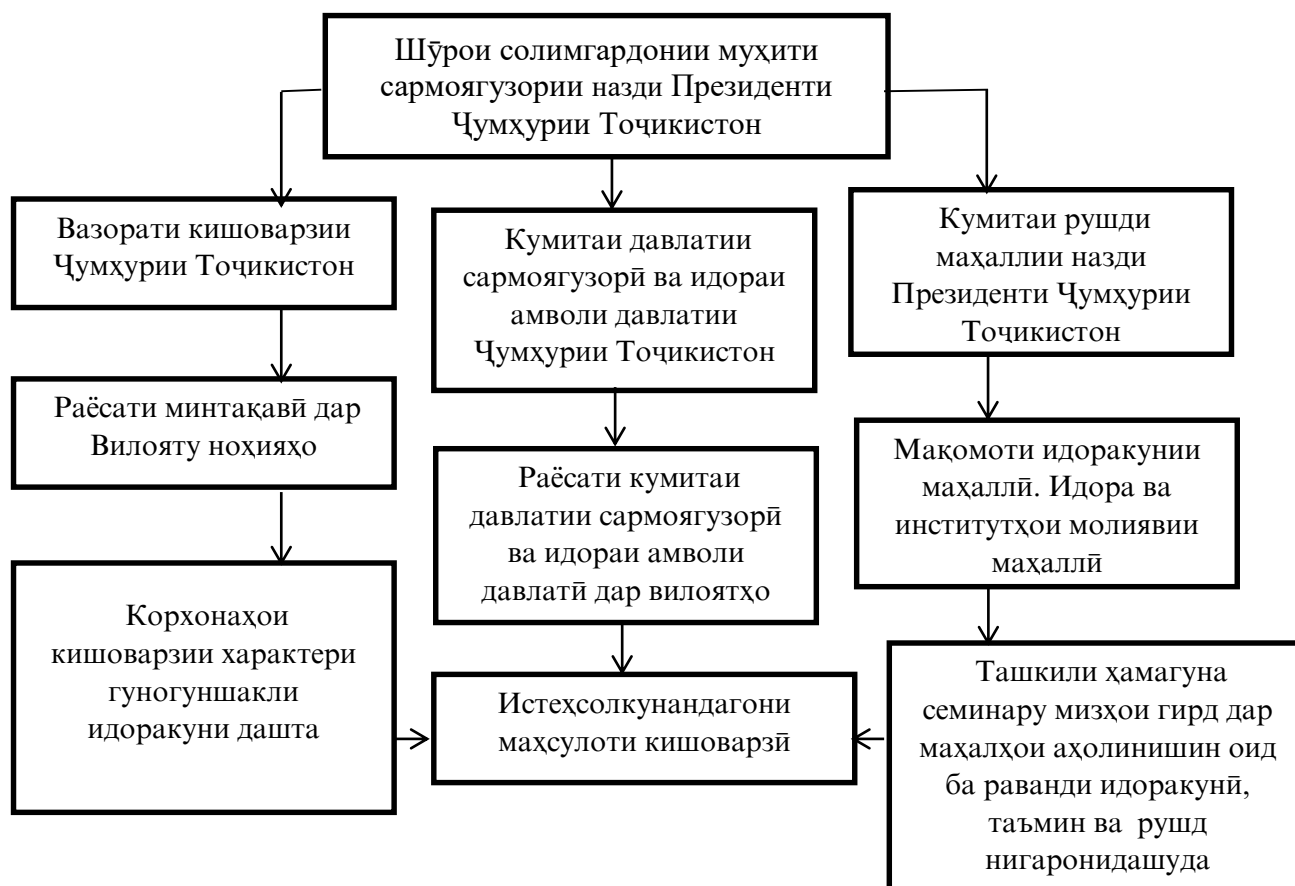 Шӯрои солимгардонии муҳити
сармоягузории назди Президенти
Ҷумҳурии Тоҷикистон
Вазорати кишоварзии
Ҷумҳурии Тоҷикистон
Кумитаи давлатии
сармоягузорӣ ва идораи
амволи давлатии
Ҷумҳурии Тоҷикистон
Кумитаи рушди
маҳаллии назди
Президенти Ҷумҳурии
Тоҷикистон
Раёсати минтақавӣ дар
Вилояту ноҳияҳо
Раёсати кумитаи
давлатии сармоягузорӣ
ва идораи амволи
давлатӣ дар вилоятҳо
Мақомоти идоракунии
маҳаллӣ. Идора ва
институтҳои молиявии
маҳаллӣ
Корхонаҳои
кишоварзии характери
гуногуншакли
идоракуни дашта
Истеҳсолкунандагони
маҳсулоти кишоварзӣ
Ташкили ҳамагуна
семинару мизҳои гирд дар
маҳалҳои аҳолинишин оид
ба раванди идоракунӣ,
таъмин ва рушд
нигаронидашуда